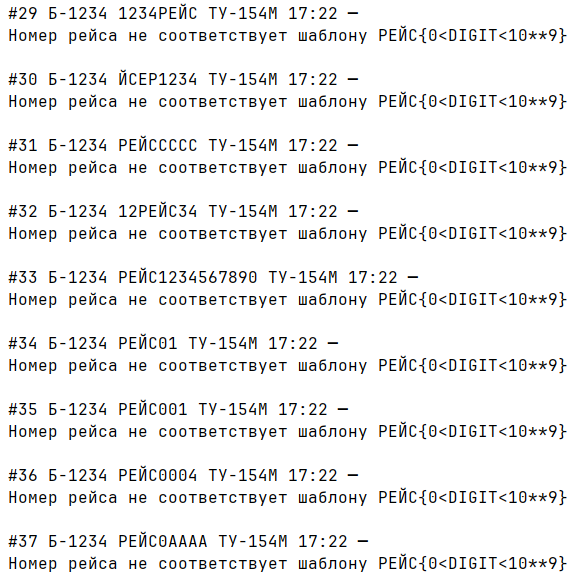 #29 Б-1234 1234РЕЙС ТУ-154М 17:22 —
Номер рейса не соответствует шаблону РЕЙС{0<DIGIT<10**9}
#30 Б-1234 ЙСЕР1234 ТУ-154М 17:22 —
Номер рейса не соответствует шаблону РЕЙС{0<DIGIT<10**9}
#31 Б-1234 РЕЙССССС ТУ-154М 17:22 —
Номер рейса не соответствует шаблону РЕЙС{0<DIGIT<10**9}
#32 Б-1234 12РЕЙС34 ТУ-154М 17:22 —
Номер рейса не соответствует шаблону РЕЙС{0<DIGIT<10**9}
#33 Б-1234 РЕЙС1234567890 ТУ-154М 17:22 —
Номер рейса не соответствует шаблону РЕЙС{0<DIGIT<10**9}
#34 Б-1234 РЕЙС01 ТУ-154М 17:22 —
Номер рейса не соответствует шаблону РЕЙС{0<DIGIT<10**9}
#35 Б-1234 РЕЙС001 ТУ-154М 17:22 —
Номер рейса не соответствует шаблону РЕЙС{0<DIGIT<10**9}
#36 Б-1234 РЕЙС0004 ТУ-154М 17:22 —
Номер рейса не соответствует шаблону РЕЙС{0<DIGIT<10**9}
#37 Б-1234 РЕЙС0АААА ТУ-154М 17:22 —
Номер рейса не соответствует шаблону РЕЙС{0<DIGIT<10**9}